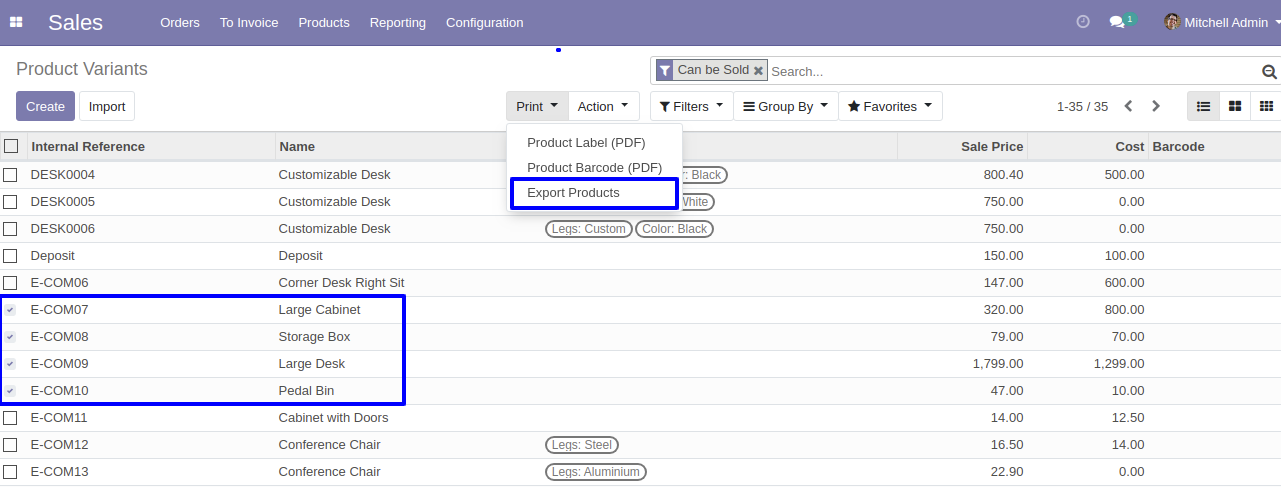 Sales Orders To Invoice Products Reporting Configuration 1 Mitchell Admin
Product Variants Can be Sold Search...
Create Import Print Action Filters Group By Favorites 1-35 / 35
Product Label (PDF)
Product Barcode (PDF)
Export Products
Internal Reference Name Sale Price Cost Barcode
DESK0004 Customizable Desk Black 800.40 500.00
DESK0005 Customizable Desk White 750.00 0.00
DESK0006 Customizable Desk Legs: Custom Color: Black 750.00 0.00
Deposit Deposit 150.00 100.00
E-COM06 Corner Desk Right Sit 147.00 600.00
E-COM07 Large Cabinet 320.00 800.00
E-COM08 Storage Box 79.00 70.00
E-COM09 Large Desk 1,799.00 1,299.00
E-COM10 Pedal Bin 47.00 10.00
E-COM11 Cabinet with Doors 14.00 12.50
E-COM12 Conference Chair Legs: Steel 16.50 14.00
E-COM13 Conference Chair Legs: Aluminium 22.90 0.00